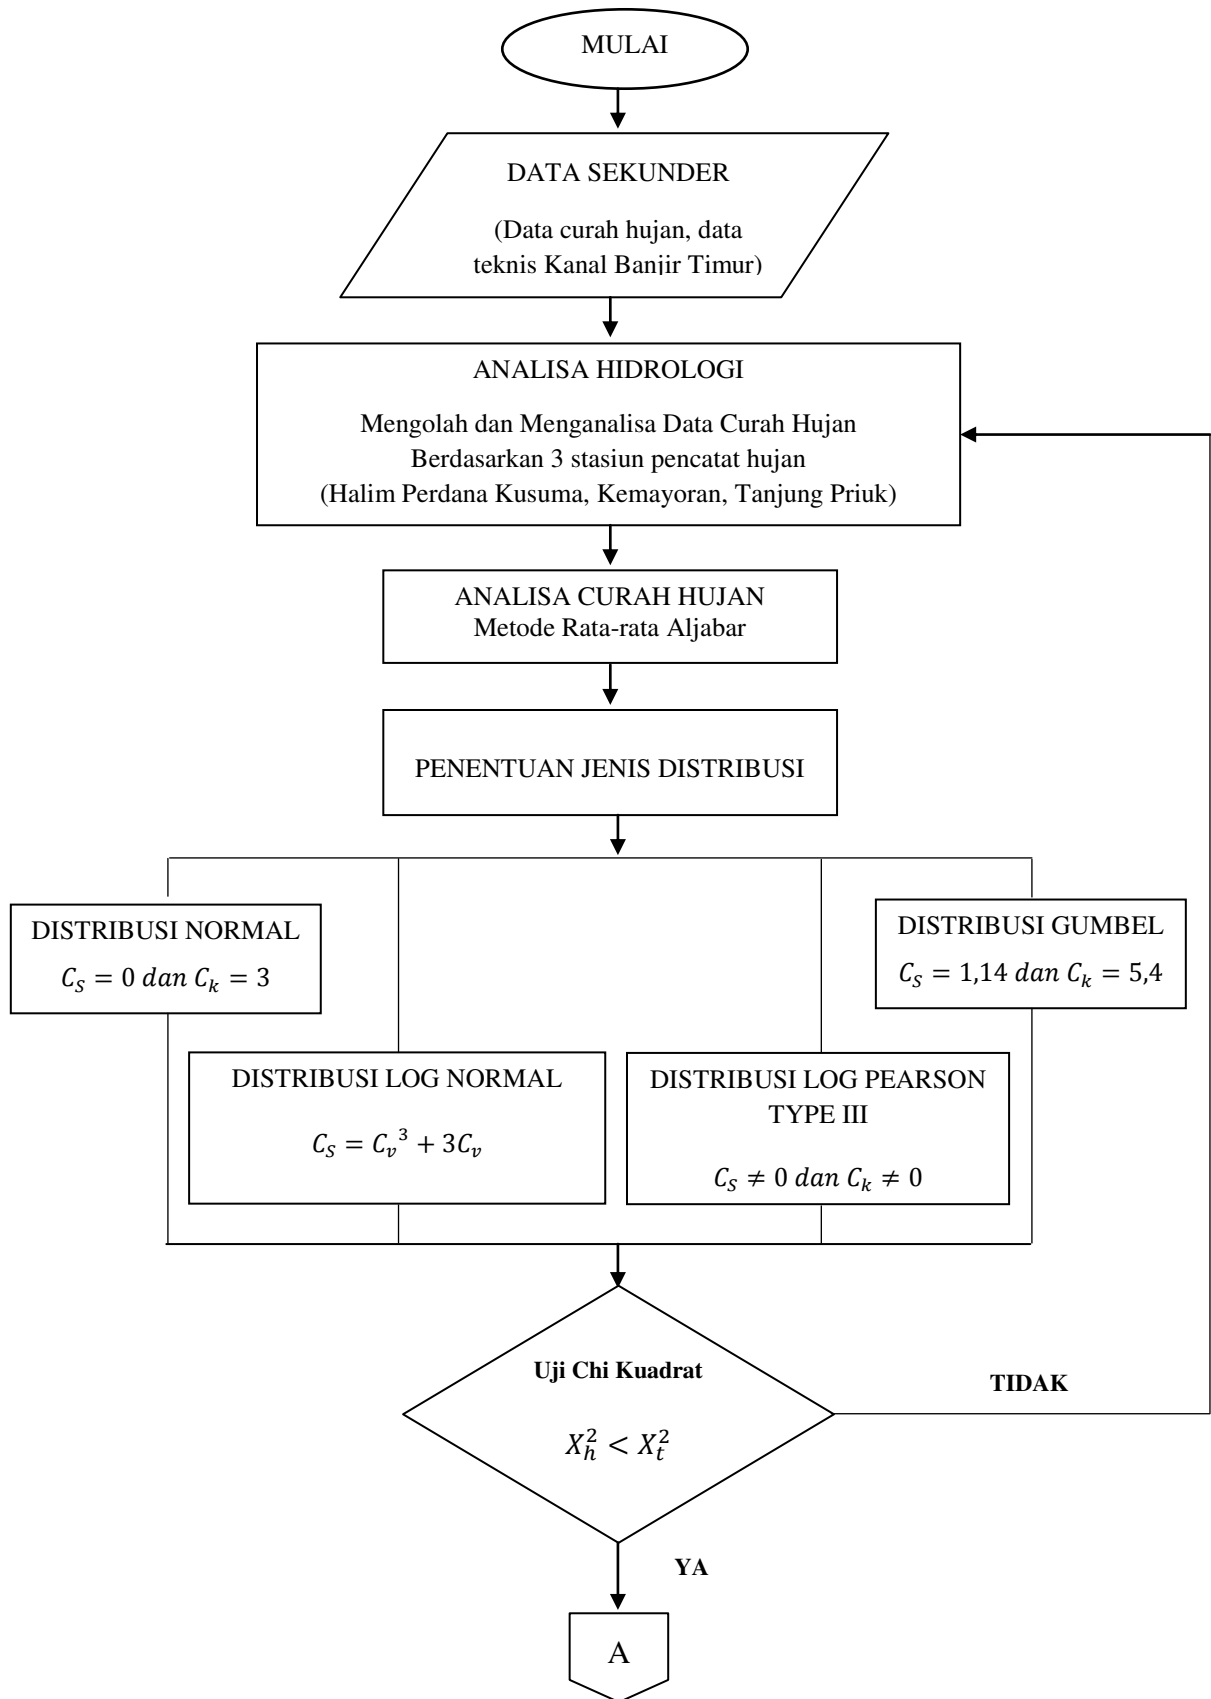 MULAI
DATA SEKUNDER
(Data curah hujan, data
teknis Kanal Banjir Timur)
ANALISA HIDROLOGI
Mengolah dan Menganalisa Data Curah Hujan
Berdasarkan 3 stasiun pencatat hujan
(Halim Perdana Kusuma, Kemayoran, Tanjung Priuk)
ANALISA CURAH HUJAN
Metode Rata-rata Aljabar
PENENTUAN JENIS DISTRIBUSI
DISTRIBUSI NORMAL
$C_S = 0$ dan $C_k = 3$
DISTRIBUSI GUMBEL
$C_S = 1,14$ dan $C_k = 5,4$
DISTRIBUSI LOG NORMAL
$C_S = {C_v}^3 + 3C_v$
DISTRIBUSI LOG PEARSON
TYPE III
$C_S ≠ 0$ dan $C_k ≠ 0$
Uji Chi Kuadrat
$X_h^2 < X_t^2$
TIDAK
YA
A